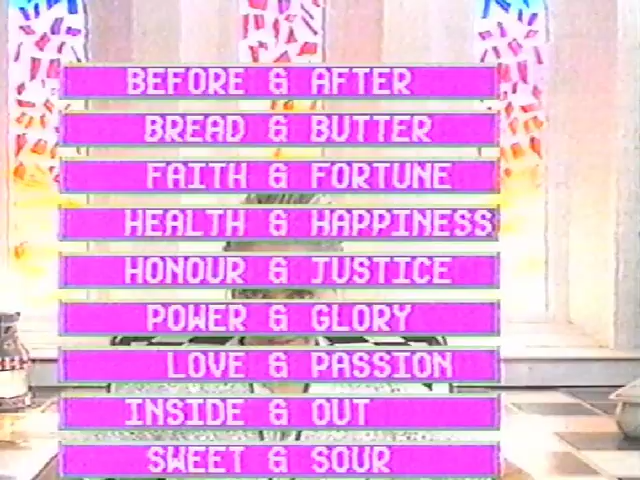 BEFORE & AFTER
BREAD & BUTTER
FAITH & FORTUNE
HEALTH & HAPPINESS
HONOUR & JUSTICE
POWER & GLORY
LOVE & PASSION
INSIDE & OUT
SWEET & SOUR